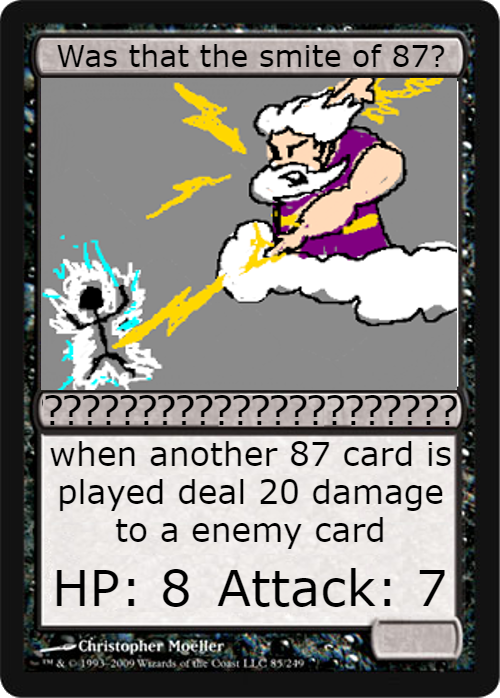 Was that the smite of 87?
??????????????????????
when another 87 card is
played deal 20 damage
to a enemy card
HP: 8 Attack: 7
Christopher Moeller
™ & © 1993–2009 Wizards of the Coast LLC 85/249